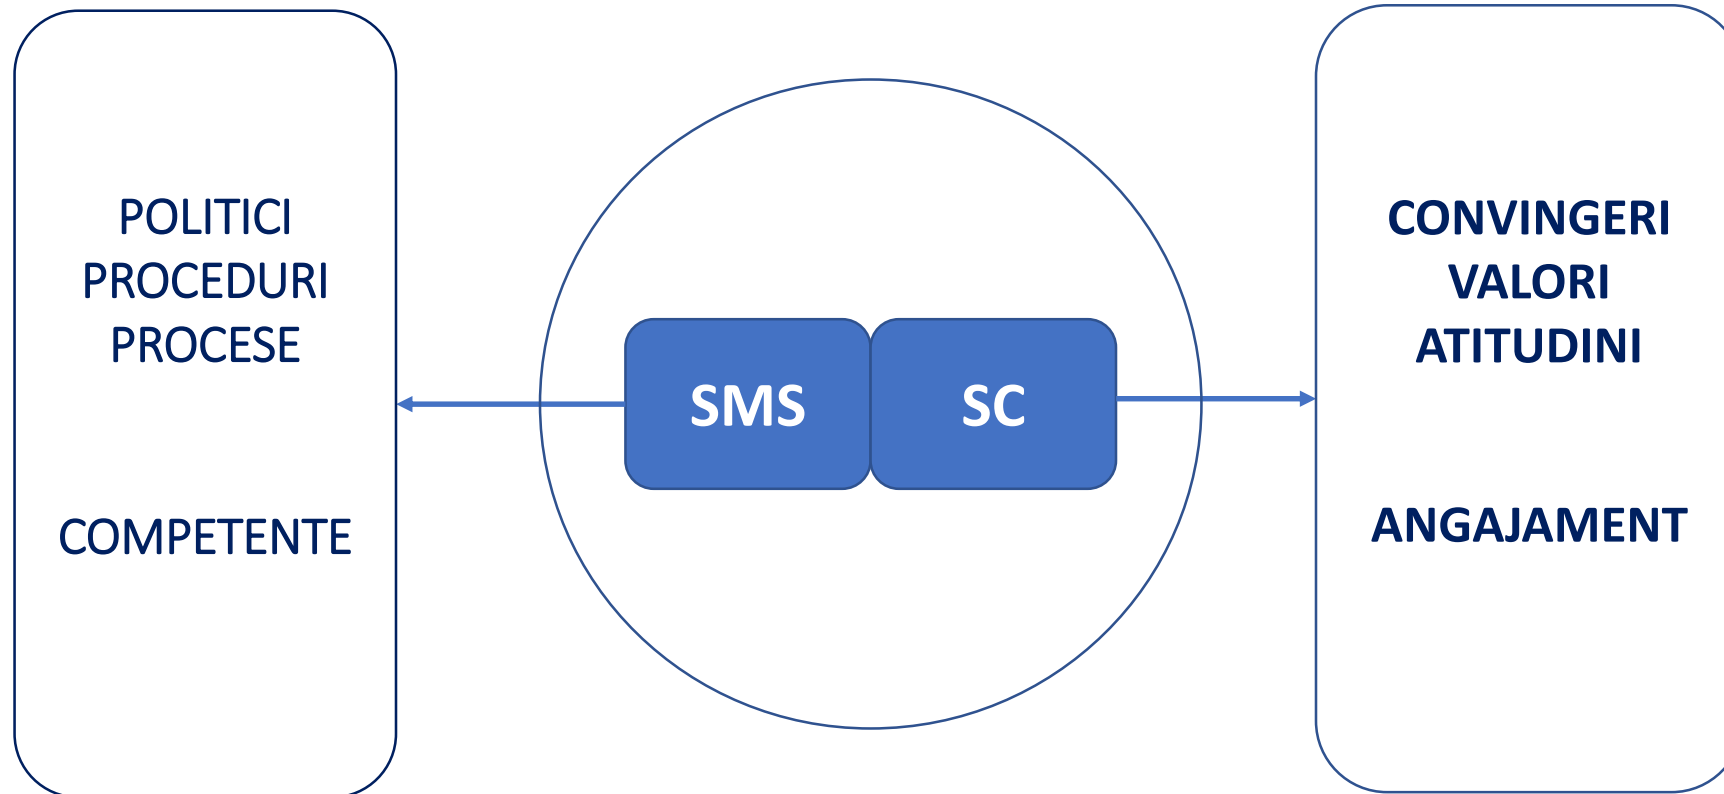 POLITICI
PROCEDURI
PROCESE
COMPETENTE
SMS
SC
CONVINGERI
VALORI
ATITUDINI
ANGAJAMENT